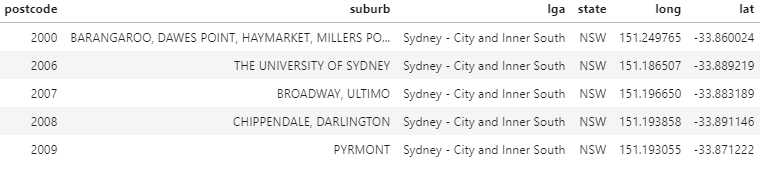 postcode suburb lga state long lat
2000 BARANGAROO, DAWES POINT, HAYMARKET, MILLERS PO... Sydney - City and Inner South NSW 151.249765 -33.860024
2006 THE UNIVERSITY OF SYDNEY Sydney - City and Inner South NSW 151.186507 -33.889219
2007 BROADWAY, ULTIMO Sydney - City and Inner South NSW 151.196650 -33.883189
2008 CHIPPENDALE, DARLINGTON Sydney - City and Inner South NSW 151.193858 -33.891146
2009 PYRMONT Sydney - City and Inner South NSW 151.193055 -33.871222